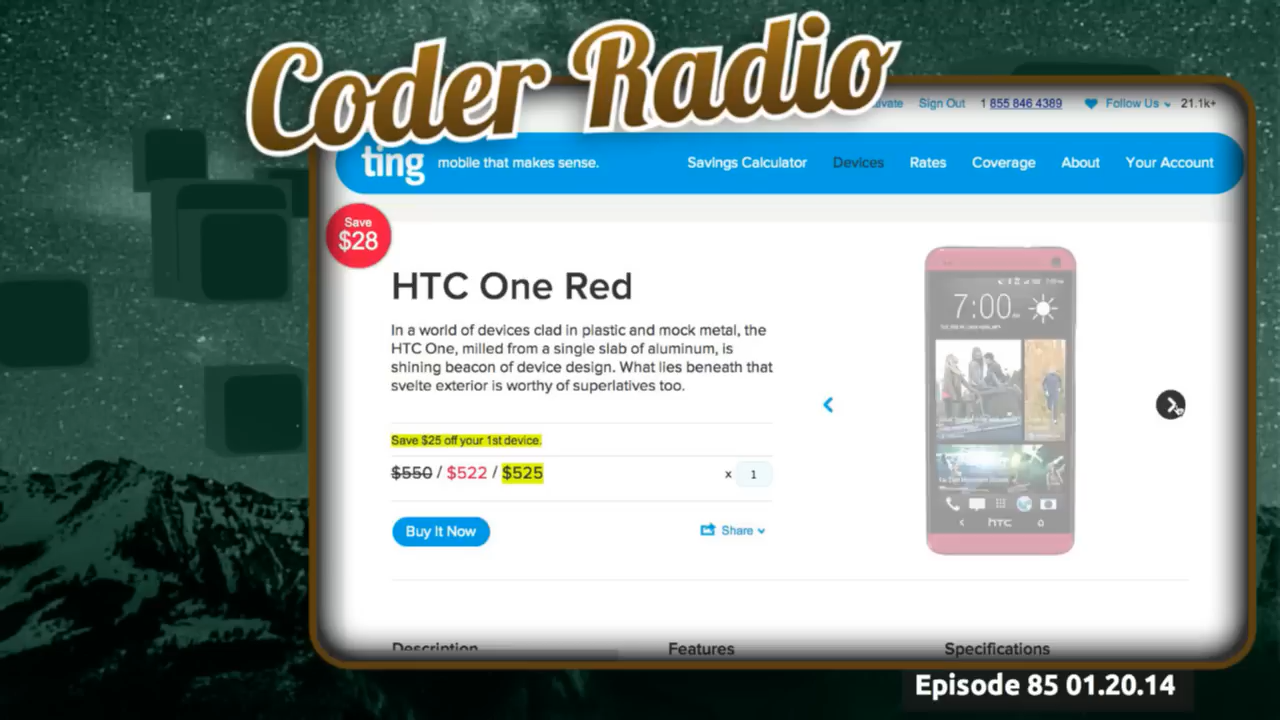 Coder Radio
Sign Out 1 855 846 4389 Follow Us 21.1k+
ting mobile that makes sense. Savings Calculator Devices Rates Coverage About Your Account
Save
$28
HTC One Red
In a world of devices clad in plastic and mock metal, the
HTC One, milled from a single slab of aluminum, is
shining beacon of device design. What lies beneath that
svelte exterior is worthy of superlatives too.
Save $25 off your 1st device.
$550 / $522 / $525 x 1
Buy It Now Share
7:00
hTC
Description Features Specifications
Episode 85 01.20.14